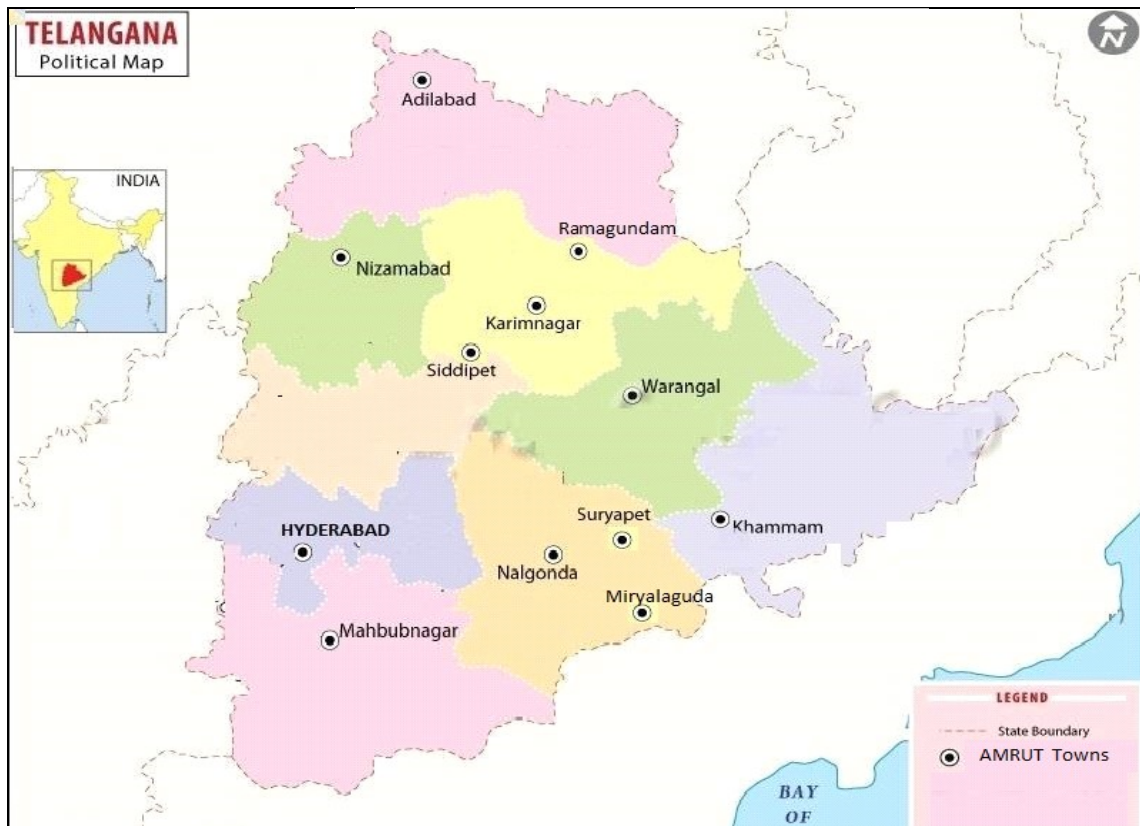 TELANGANA
Political Map
N
INDIA
Adilabad
Ramagundam
Nizamabad
Karimnagar
Siddipet
Warangal
Suryapet
Khammam
HYDERABAD
Nalgonda
Miryalaguda
Mahbubnagar
LEGEND
State Boundary
AMRUT Towns
BAY
OF